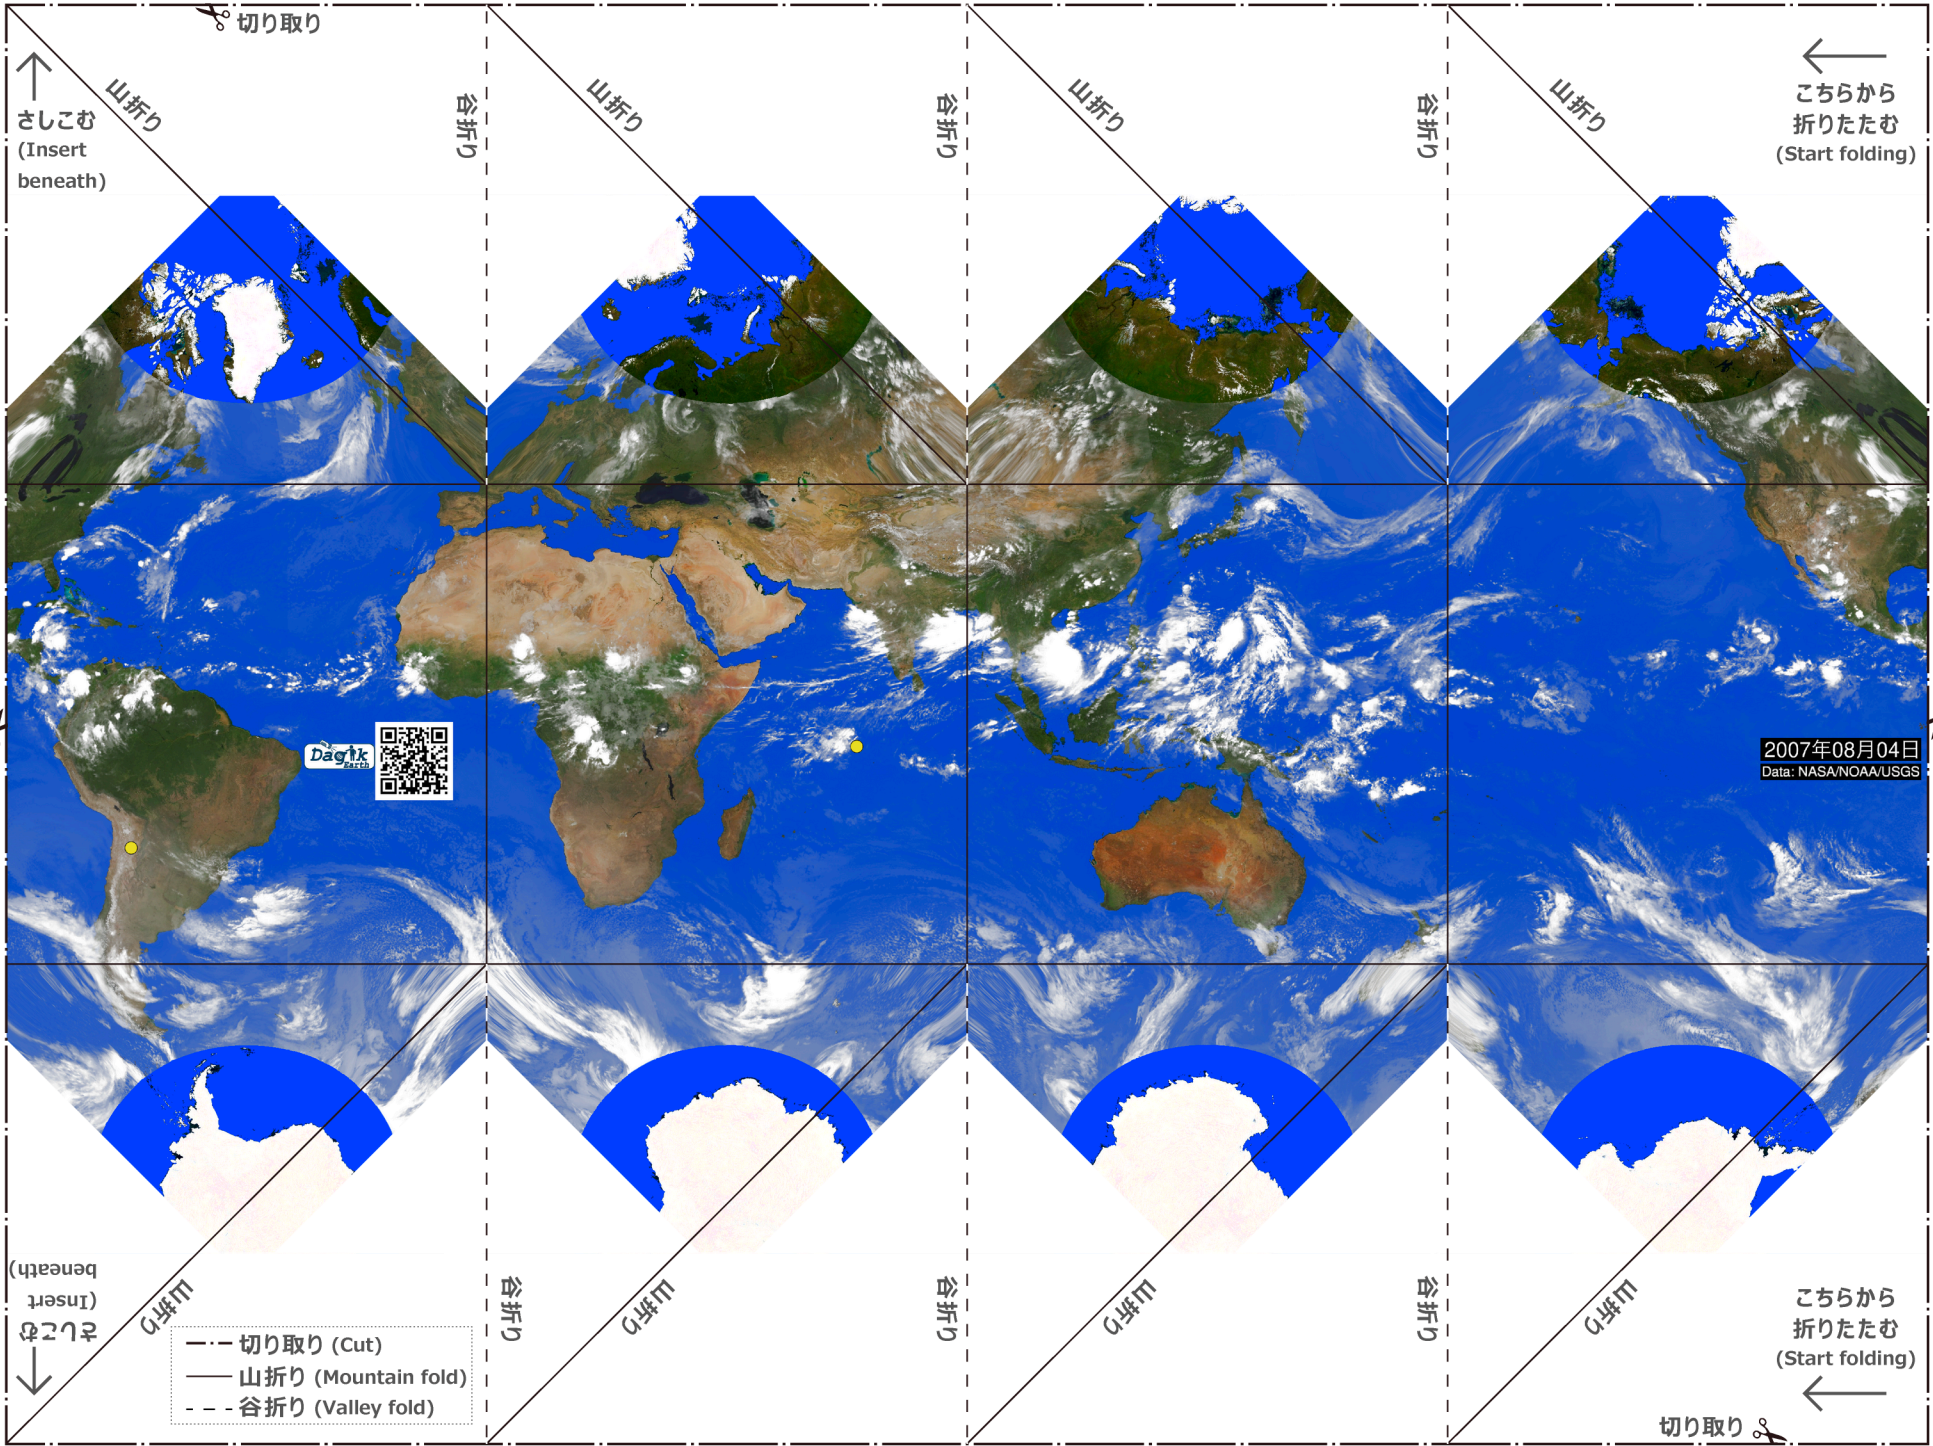 切り取り
さしこむ
(Insert
beneath)
山折り
谷折り
山折り
谷折り
山折り
谷折り
山折り
こちらから
折りたたむ
(Start folding)
Dagik
Earth
2007年08月04日
Data: NASA/NOAA/USGS
さしこむ
(Insert
beneath)
山折り
谷折り
山折り
谷折り
山折り
谷折り
山折り
こちらから
折りたたむ
(Start folding)
切り取り (Cut)
山折り (Mountain fold)
谷折り (Valley fold)
切り取り